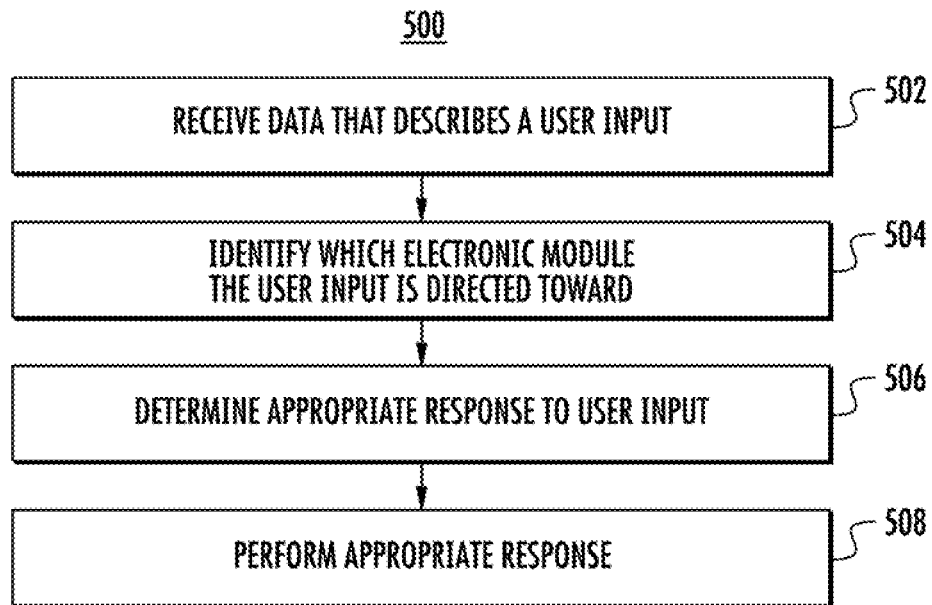 500
RECEIVE DATA THAT DESCRIBES A USER INPUT
502
IDENTIFY WHICH ELECTRONIC MODULE
THE USER INPUT IS DIRECTED TOWARD
504
DETERMINE APPROPRIATE RESPONSE TO USER INPUT
506
PERFORM APPROPRIATE RESPONSE
508